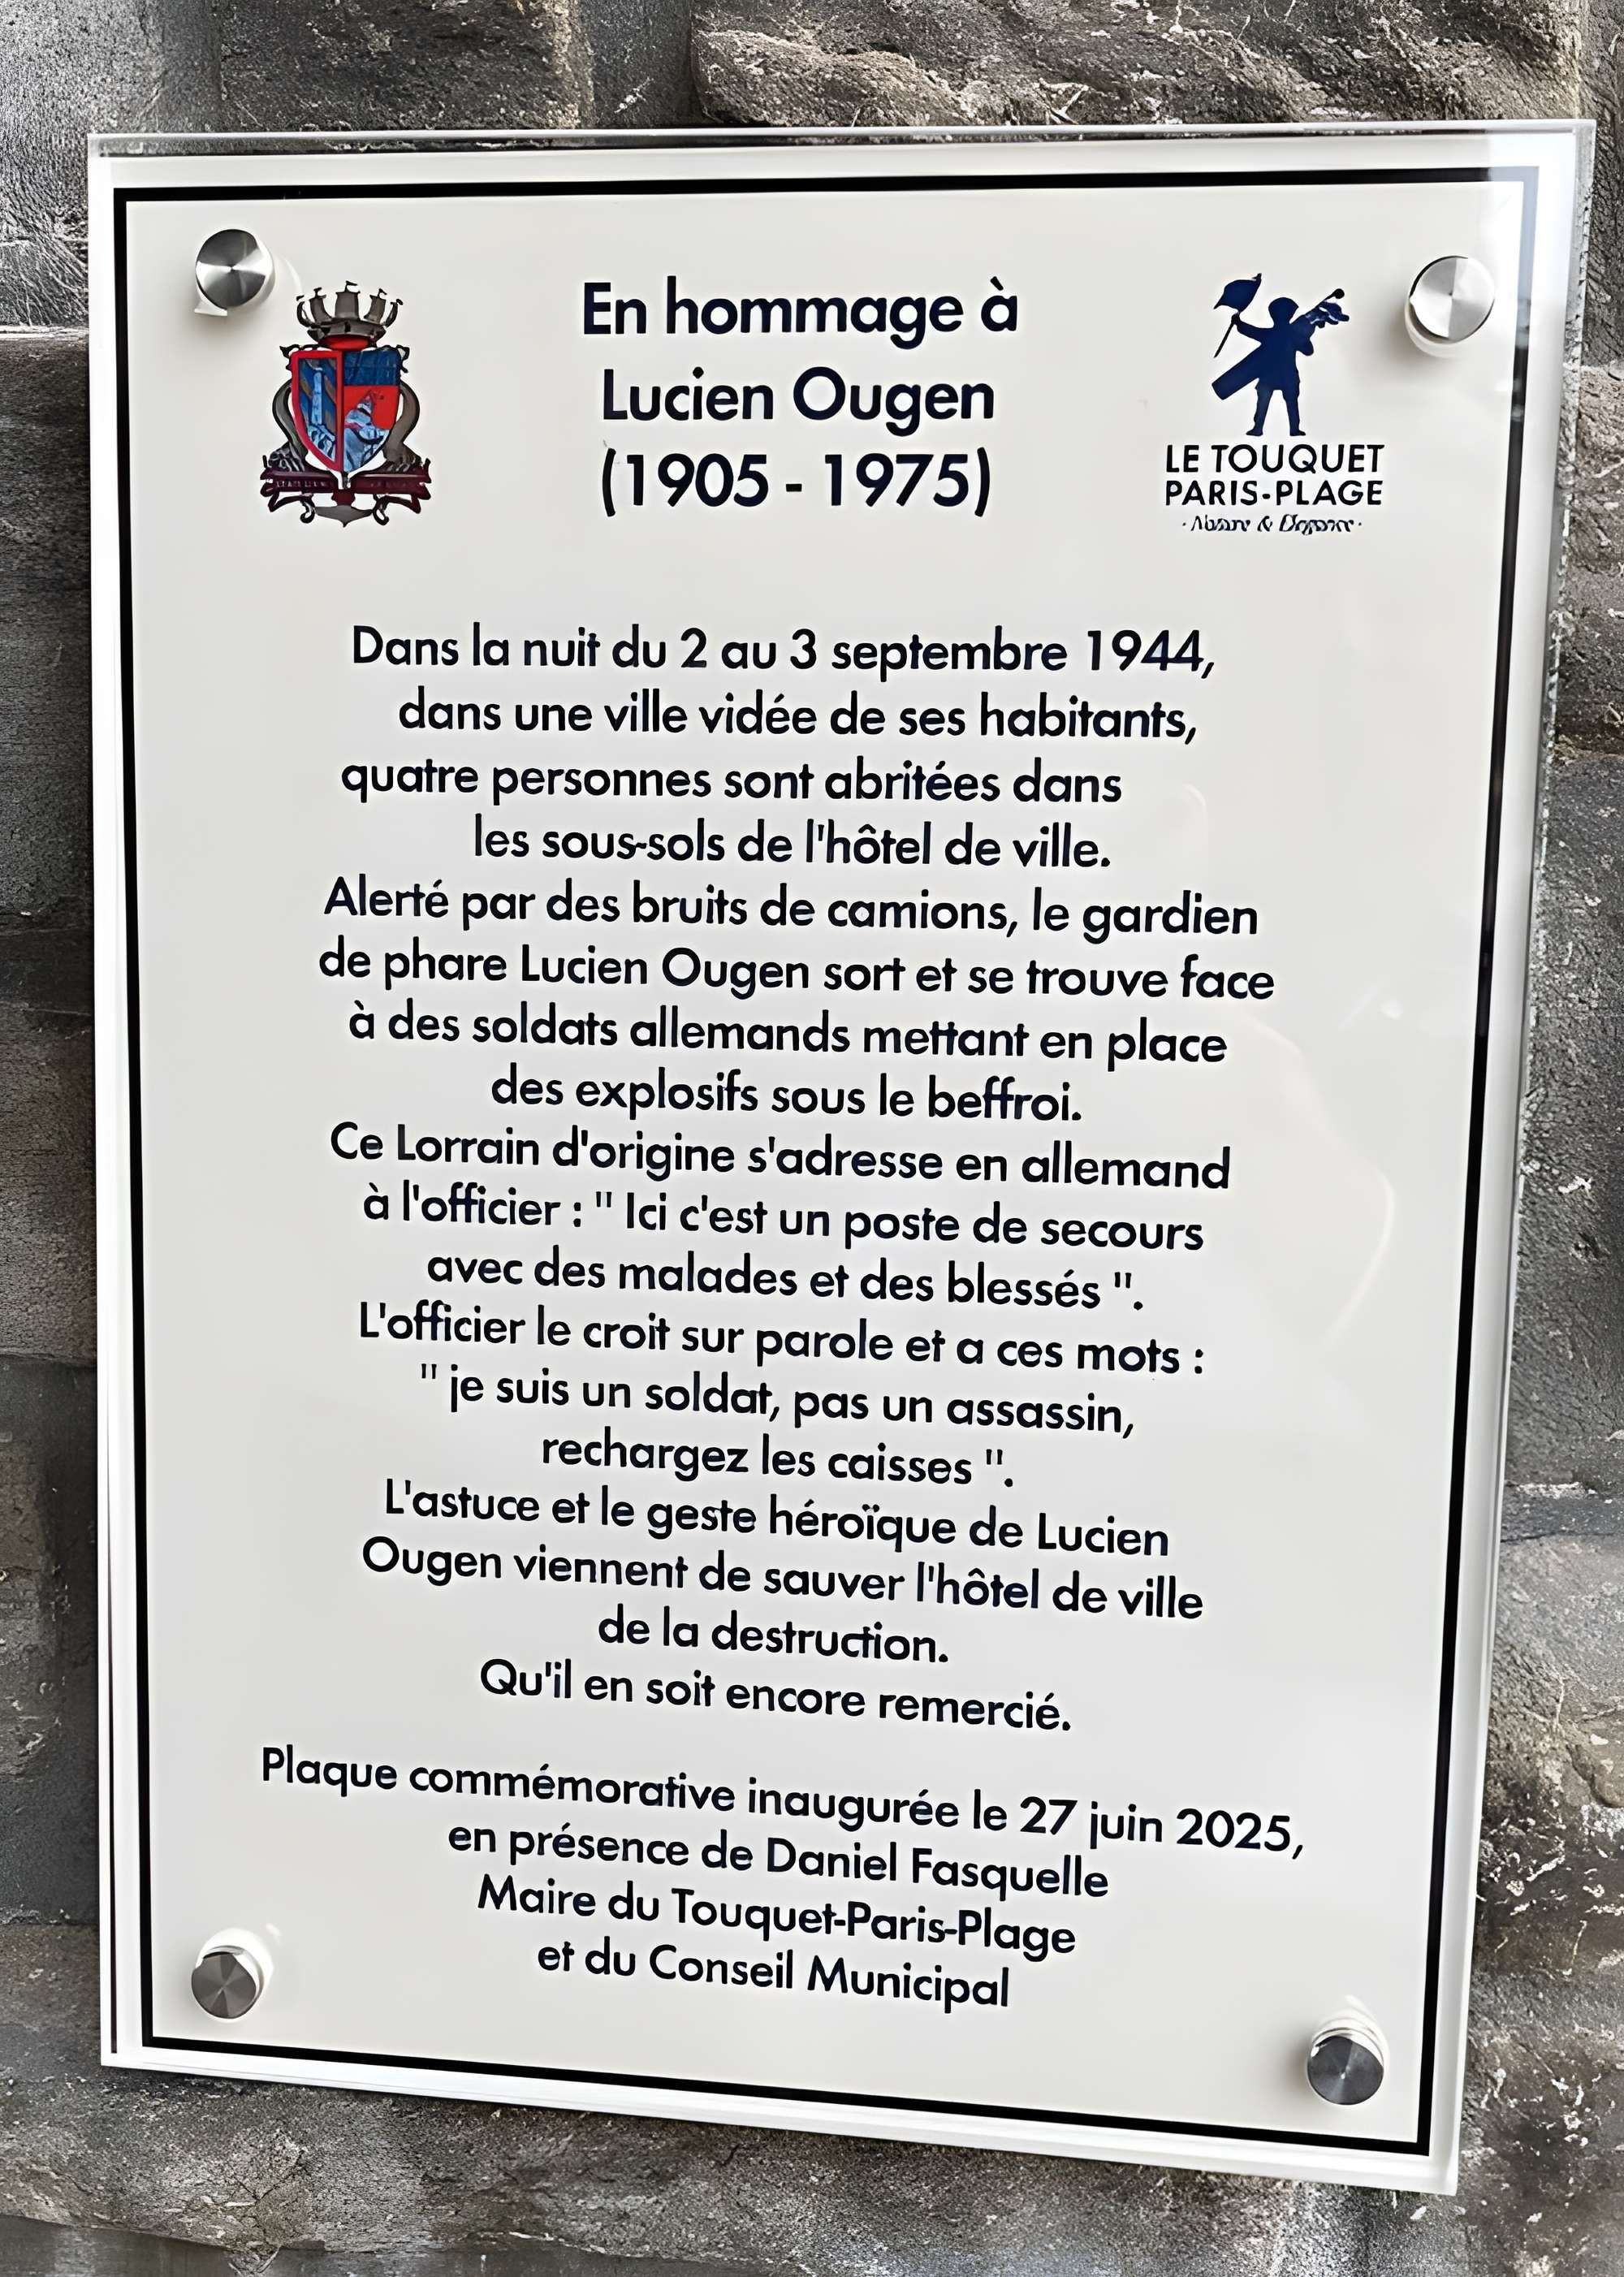 En hommage à
Lucien Ougen
(1905 - 1975)
LE TOUQUET
PARIS-PLAGE
Dans la nuit du 2 au 3 septembre 1944,
dans une ville vidée de ses habitants,
quatre personnes sont abritées dans
les sous-sols de l'hôtel de ville.
Alerté par des bruits de camions, le gardien
de phare Lucien Ougen sort et se trouve face
à des soldats allemands mettant en place
des explosifs sous le beffroi.
Ce Lorrain d'origine s'adresse en allemand
à l'officier : " Ici c'est un poste de secours
avec des malades et des blessés ".
L'officier le croit sur parole et a ces mots :
" je suis un soldat, pas un assassin,
rechargez les caisses ".
L'astuce et le geste héroïque de Lucien
Ougen viennent de sauver l'hôtel de ville
de la destruction.
Qu'il en soit encore remercié.
Plaque commémorative inaugurée le 27 juin 2025,
en présence de Daniel Fasquelle
Maire du Touquet-Paris-Plage
et du Conseil Municipal